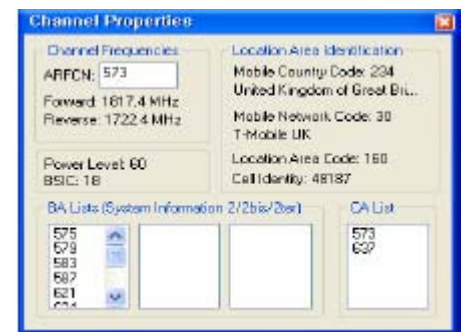 Channel Properties
Channel Frequencies
ARFCN: 573
Forward: 1817.4 MHz
Reverse: 1722.4 MHz
Power Level: 60
BSIC: 18
Location Area Identification
Mobile County Code: 234
United Kingdom of Great Bri...
Mobile Network Code: 30
T-Mobile UK
Location Area Code: 160
Cell Identity: 48187
BA Lists (System Information 2/2bis/2ter)
575
579
583
587
621
CA List
573
637